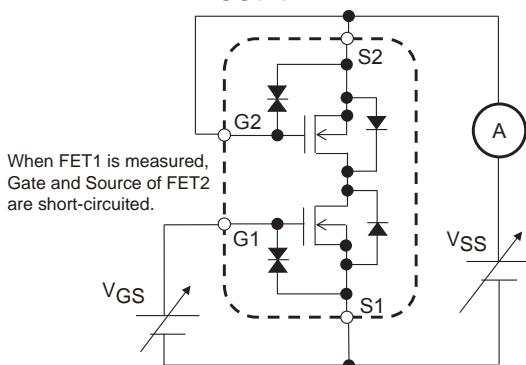 S2
G2
A
When FET1 is measured,
Gate and Source of FET2
are short-circuited.
G1
VSS
VGS
S1